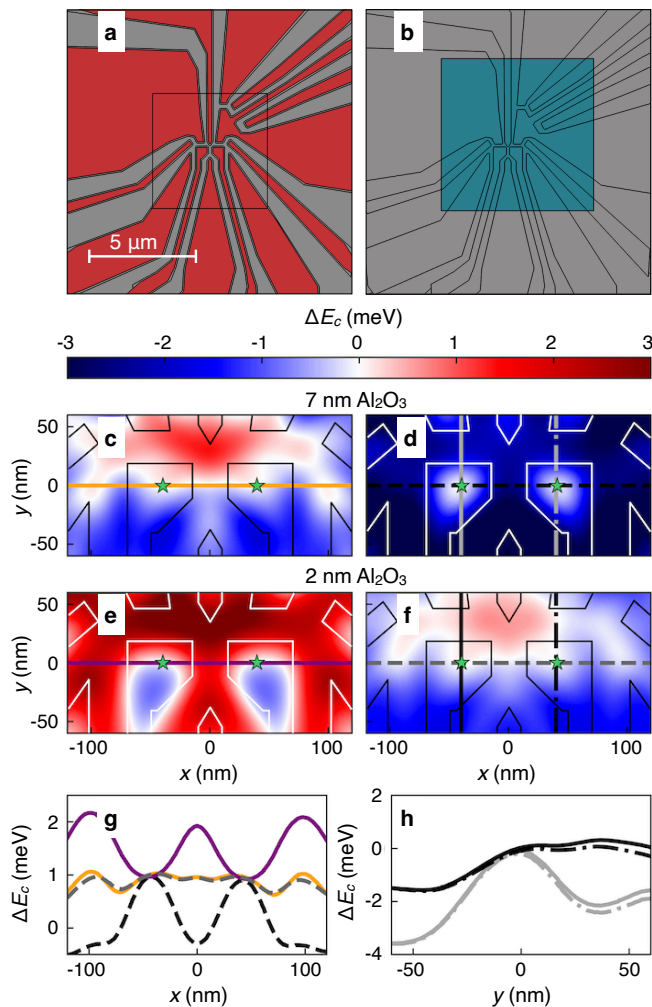 a
b
5 μm
ΔE_c (meV)
-3 -2 -1 0 1 2 3
7 nm Al₂O₃
c
d
50
0
-50
y (nm)
2 nm Al₂O₃
e
f
50
0
-50
y (nm)
-100 0 100
-100 0 100
x (nm)
x (nm)
g
2
1
0
ΔE_c (meV)
-100 0 100
x (nm)
h
2
0
-2
-4
ΔE_c (meV)
-50 0 50
y (nm)